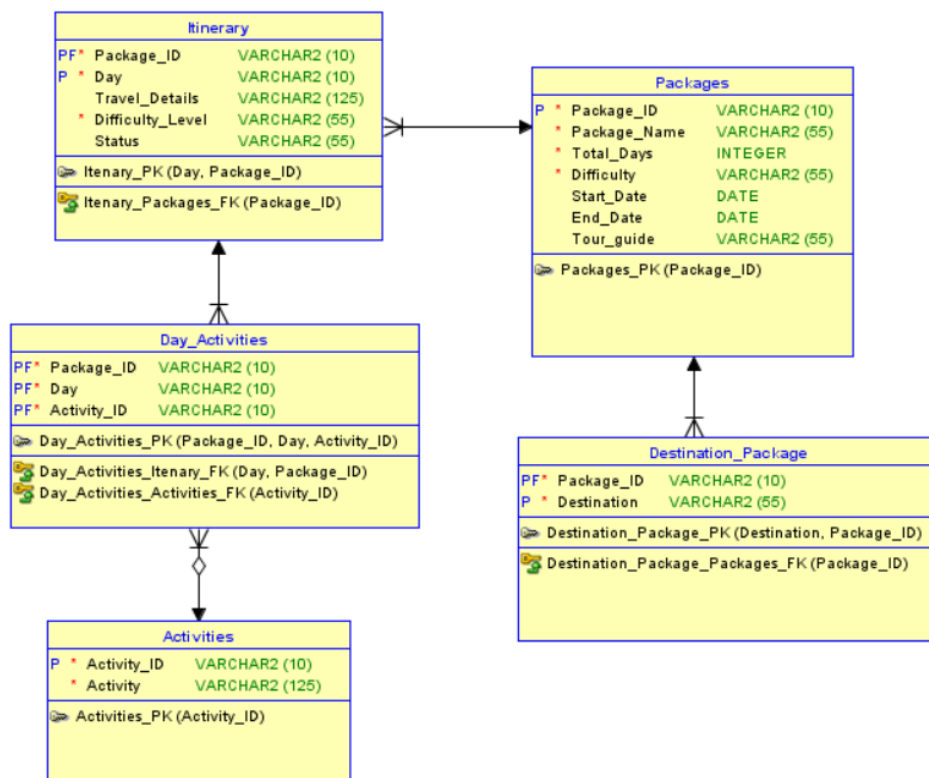 Itinerary
PF* Package_ID VARCHAR2 (10)
P * Day VARCHAR2 (10)
Travel_Details VARCHAR2 (125)
* Difficulty_Level VARCHAR2 (55)
Status VARCHAR2 (55)
Itenary_PK (Day, Package_ID)
Itenary_Packages_FK (Package_ID)
Packages
P * Package_ID VARCHAR2 (10)
* Package_Name VARCHAR2 (55)
* Total_Days INTEGER
* Difficulty VARCHAR2 (55)
Start_Date DATE
End_Date DATE
Tour_guide VARCHAR2 (55)
Packages_PK (Package_ID)
Day_Activities
PF* Package_ID VARCHAR2 (10)
PF* Day VARCHAR2 (10)
PF* Activity_ID VARCHAR2 (10)
Day_Activities_PK (Package_ID, Day, Activity_ID)
Day_Activities_Itenary_FK (Day, Package_ID)
Day_Activities_Activities_FK (Activity_ID)
Destination_Package
PF* Package_ID VARCHAR2 (10)
P * Destination VARCHAR2 (55)
Destination_Package_PK (Destination, Package_ID)
Destination_Package_Packages_FK (Package_ID)
Activities
P * Activity_ID VARCHAR2 (10)
* Activity VARCHAR2 (125)
Activities_PK (Activity_ID)